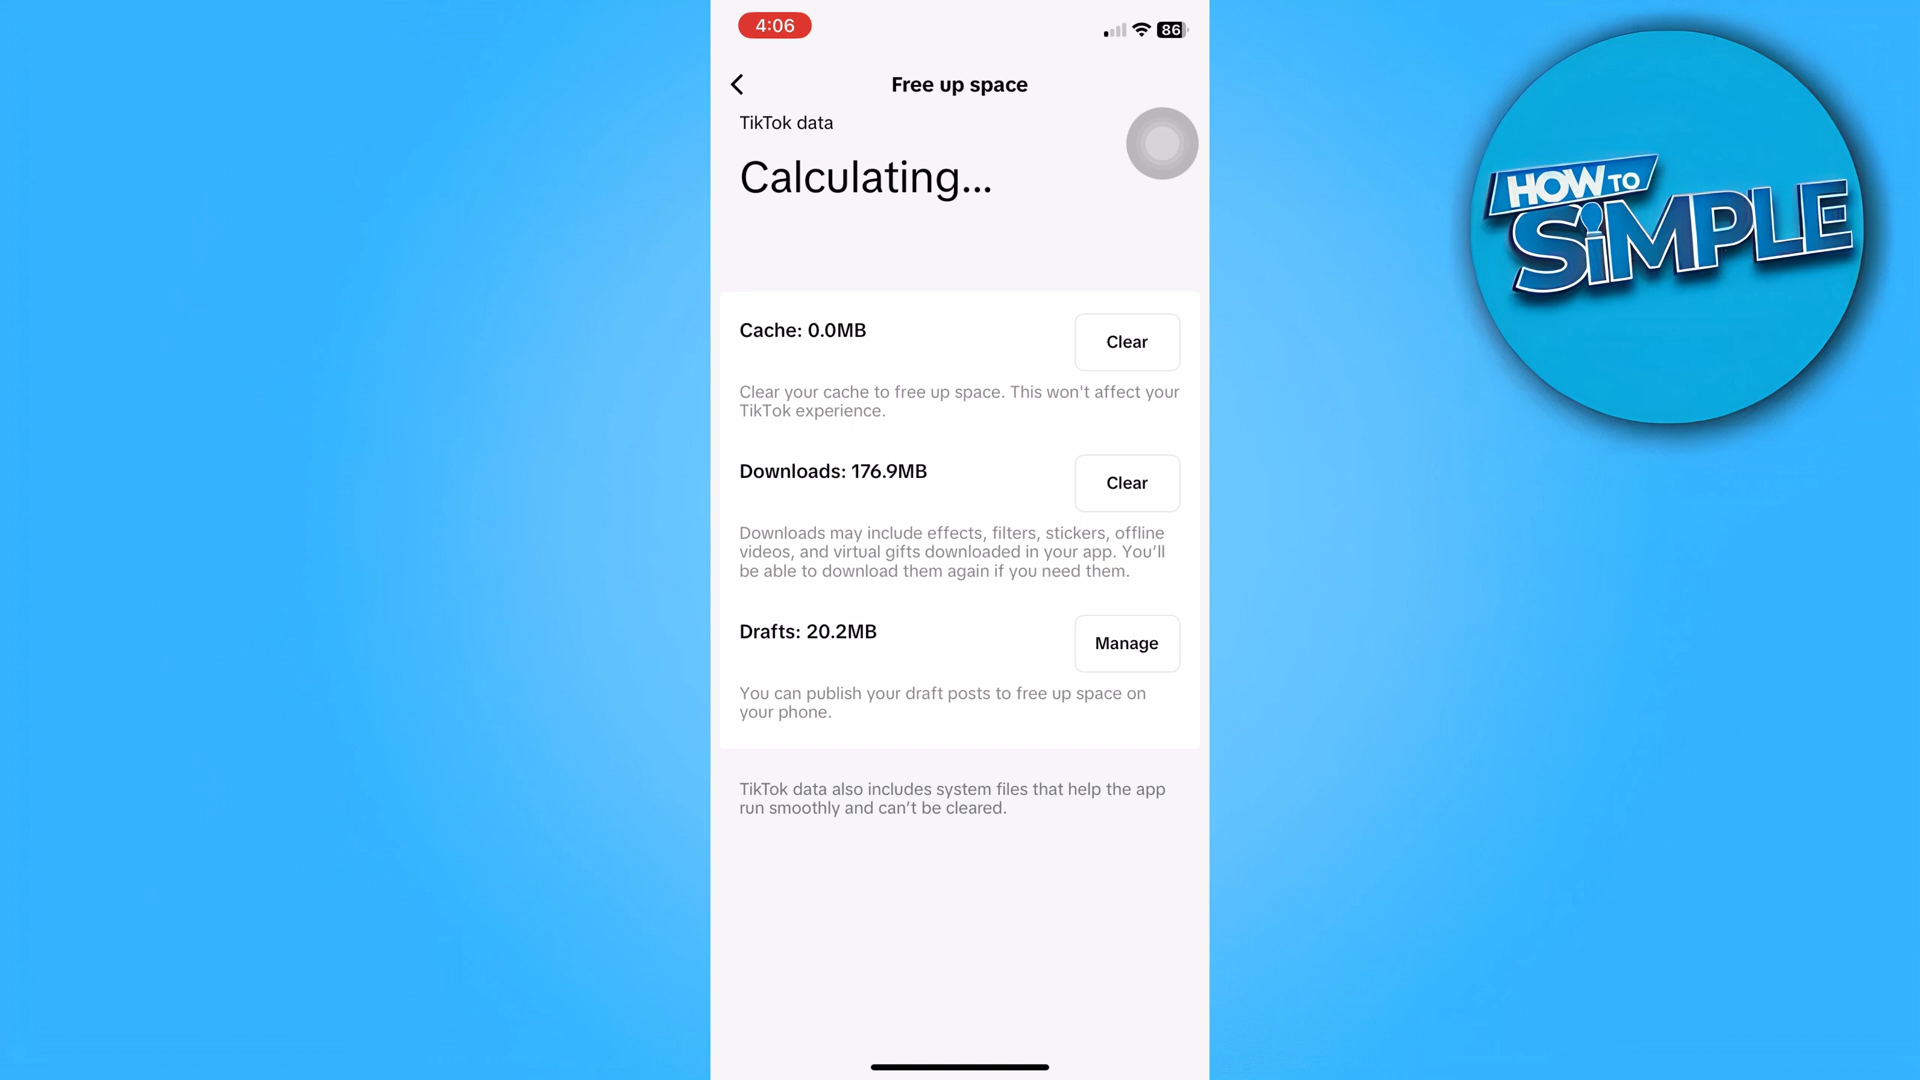 4:06
86
Free up space
TikTok data
Calculating...
Cache: 0.0MB
Clear
Clear your cache to free up space. This won't affect your
TikTok experience.
Downloads: 176.9MB
Clear
Downloads may include effects, filters, stickers, offline
videos, and virtual gifts downloaded in your app. You’ll
be able to download them again if you need them.
Drafts: 20.2MB
Manage
You can publish your draft posts to free up space on
your phone.
TikTok data also includes system files that help the app
run smoothly and can’t be cleared.
HOW TO
SiMPLE